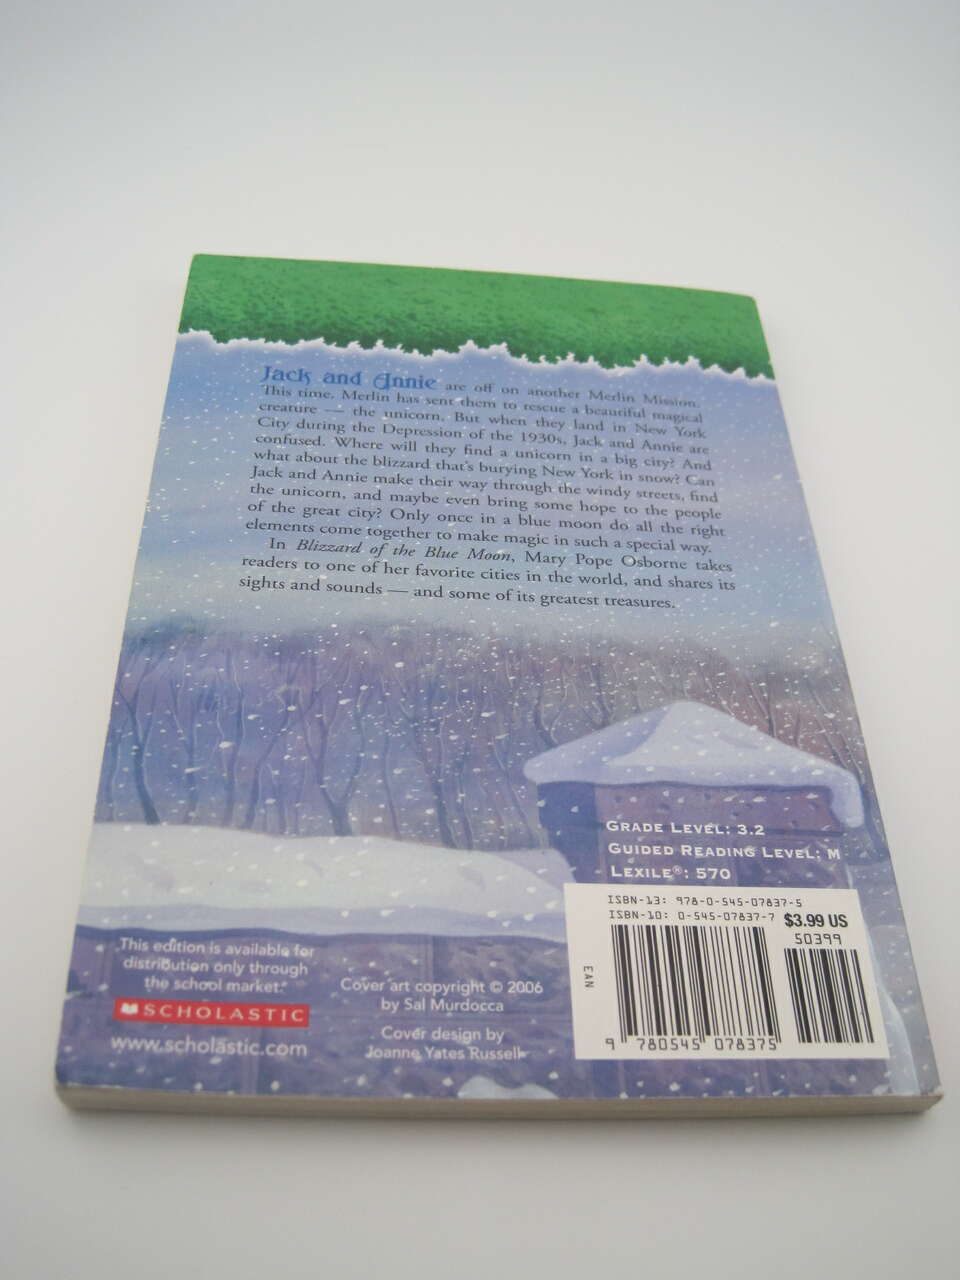 Jack and Annie are off on another Merlin Mission.
This time, Merlin has sent them to rescue a beautiful magical
creature — the unicorn. But when they land in New York
City during the Depression of the 1930s, Jack and Annie are
confused. Where will they find a unicorn in a big city? And
what about the blizzard that's burying New York in snow? Can
Jack and Annie make their way through the windy streets, find
the unicorn, and maybe even bring some hope to the people
of the great city? Only once in a blue moon do all the right
elements come together to make magic in such a special way.
In Blizzard of the Blue Moon, Mary Pope Osborne takes
readers to one of her favorite cities in the world, and shares its
sights and sounds — and some of its greatest treasures.
GRADE LEVEL: 3.2
GUIDED READING LEVEL: M
LEXILE®: 570
ISBN-13: 978-0-545-07837-5
ISBN-10: 0-545-07837-7
$3.99 US
50399
EAN
9 780545 078375
This edition is available for
distribution only through
the school market.
SCHOLASTIC
www.scholastic.com
Cover art copyright © 2006
by Sal Murdocca
Cover design by
Joanne Yates Russell